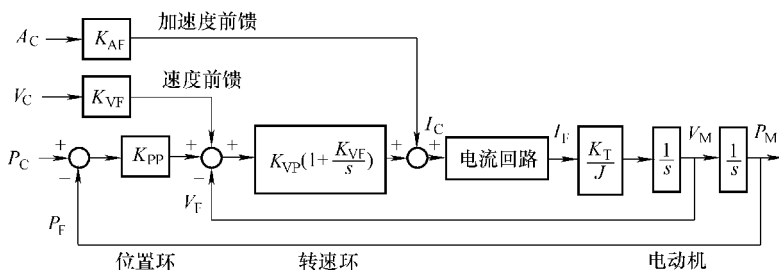 加速度前馈
A_C K_AF
速度前馈
V_C K_VF
P_C + − K_PP + + − + K_VP(1+K_VF/s) + + I_C 电流回路 I_F K_T/J 1/s V_M 1/s P_M
V_F
P_F
位置环 转速环 电动机